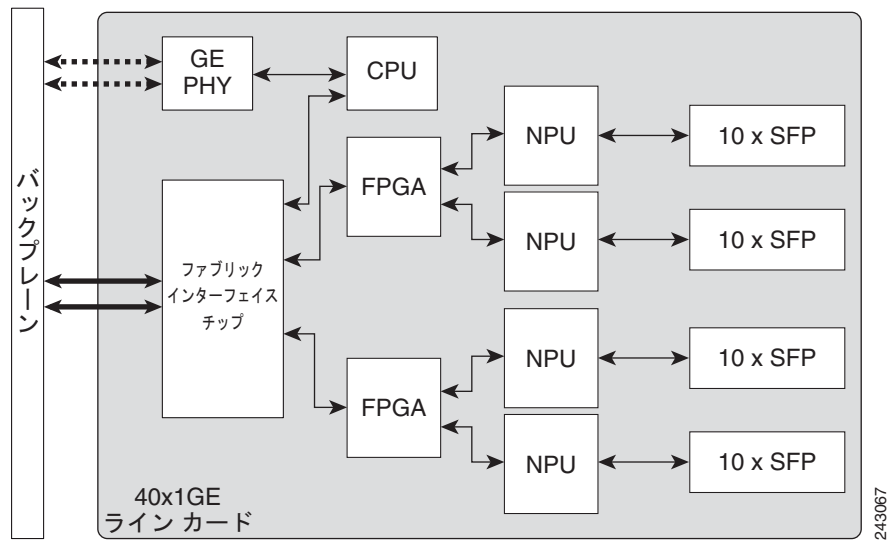 バックプレーン
GE
PHY
CPU
ファブリック
インターフェイス
チップ
FPGA
FPGA
NPU
10 x SFP
NPU
10 x SFP
NPU
10 x SFP
NPU
10 x SFP
40x1GE
ライン カード
243067